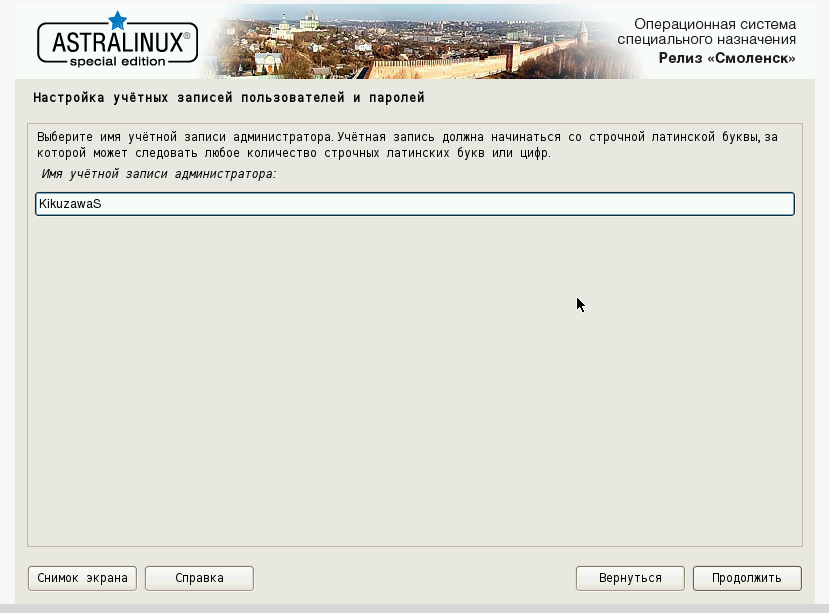 ASTRALINUX®
special edition
Операционная система
специального назначения
Релиз «Смоленск»
Настройка учётных записей пользователей и паролей
Выберите имя учётной записи администратора. Учётная запись должна начинаться со строчной латинской буквы, за
которой может следовать любое количество строчных латинских букв или цифр.
Имя учётной записи администратора:
KikuzawaS
Снимок экрана
Справка
Вернуться
Продолжить